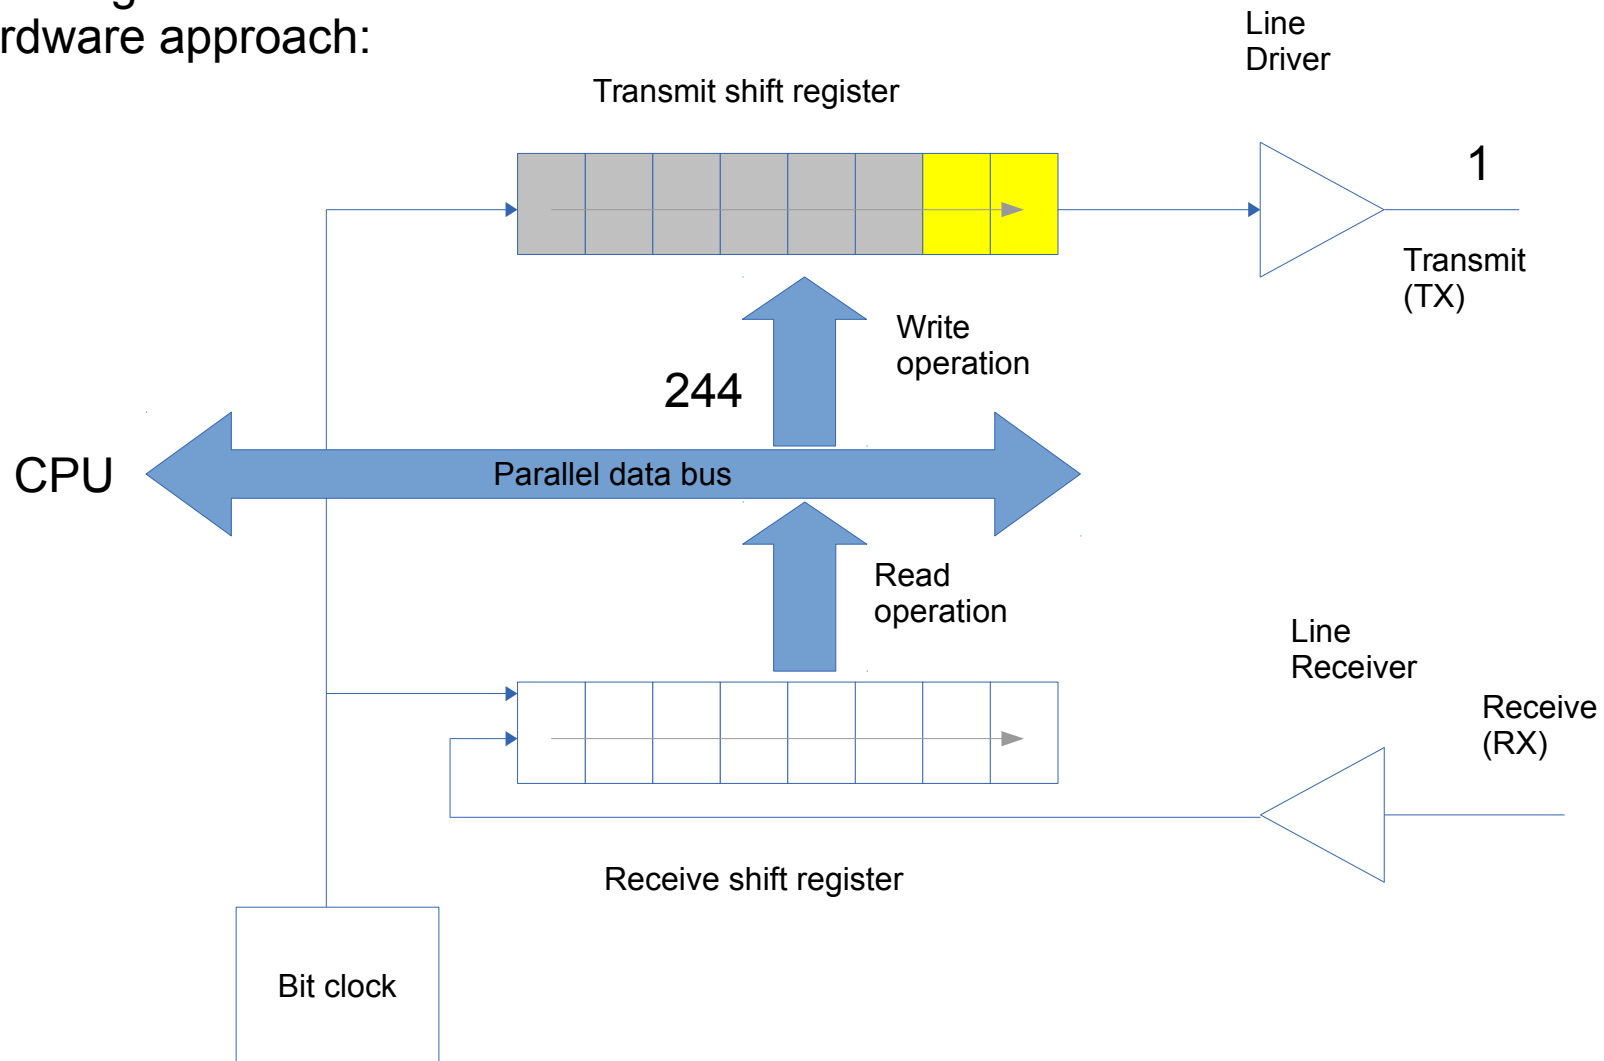 rdware approach:
Line
Driver
Transmit shift register
1
Transmit
(TX)
Write
operation
244
CPU
Parallel data bus
Read
operation
Line
Receiver
Receive
(RX)
Receive shift register
Bit clock